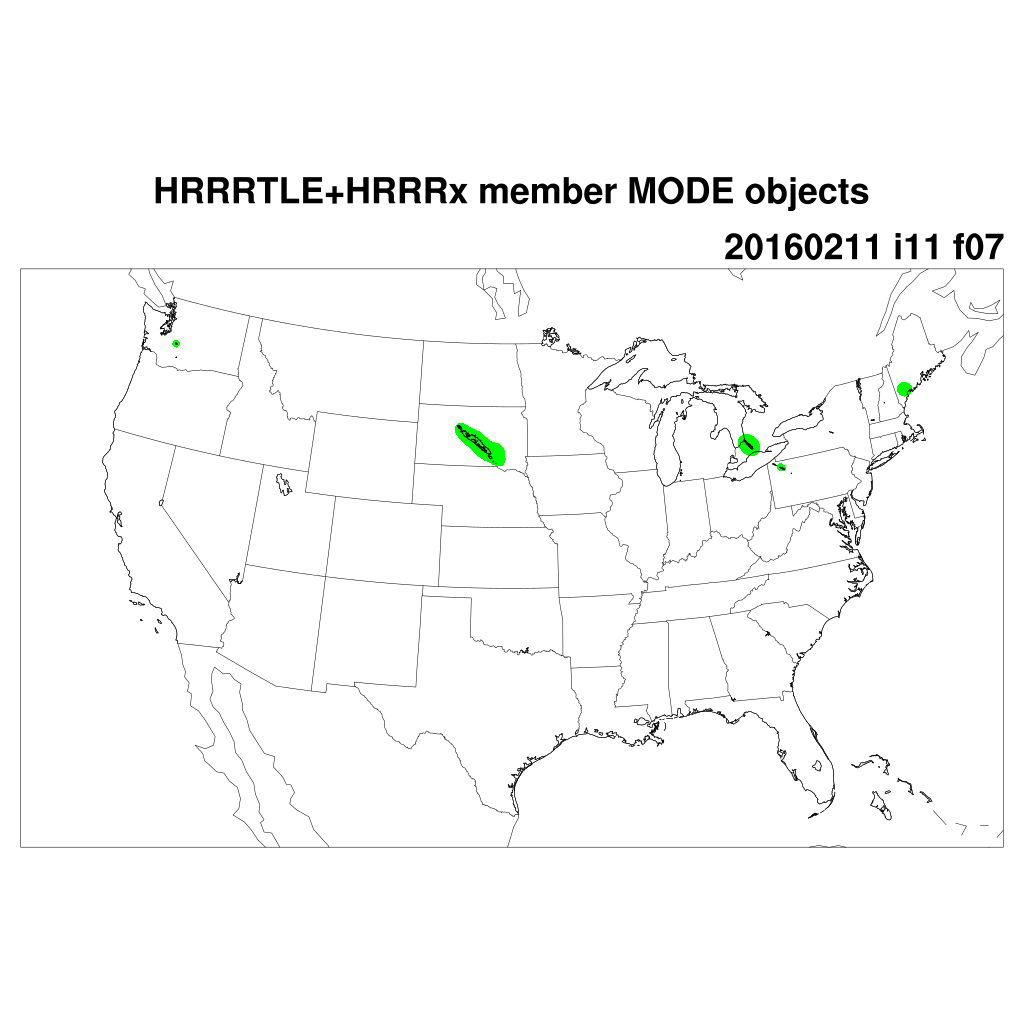 HRRRTLE+HRRRx member MODE objects
20160211 i11 f07